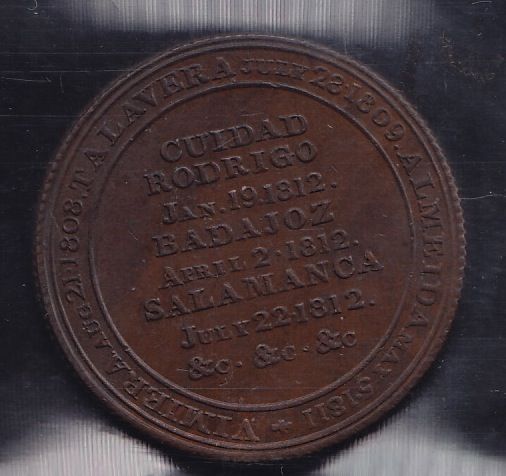 VIMIERA AUG 21·1808. TALAVERA JULY 28·1809. ALMEIDA MAY 5 1811
CUIDAD
RODRIGO
JAN. 19·1812.
BADAJOZ
APRIL 2·1812.
SALAMANCA
JULY 22·1812.
&c· &c· &c